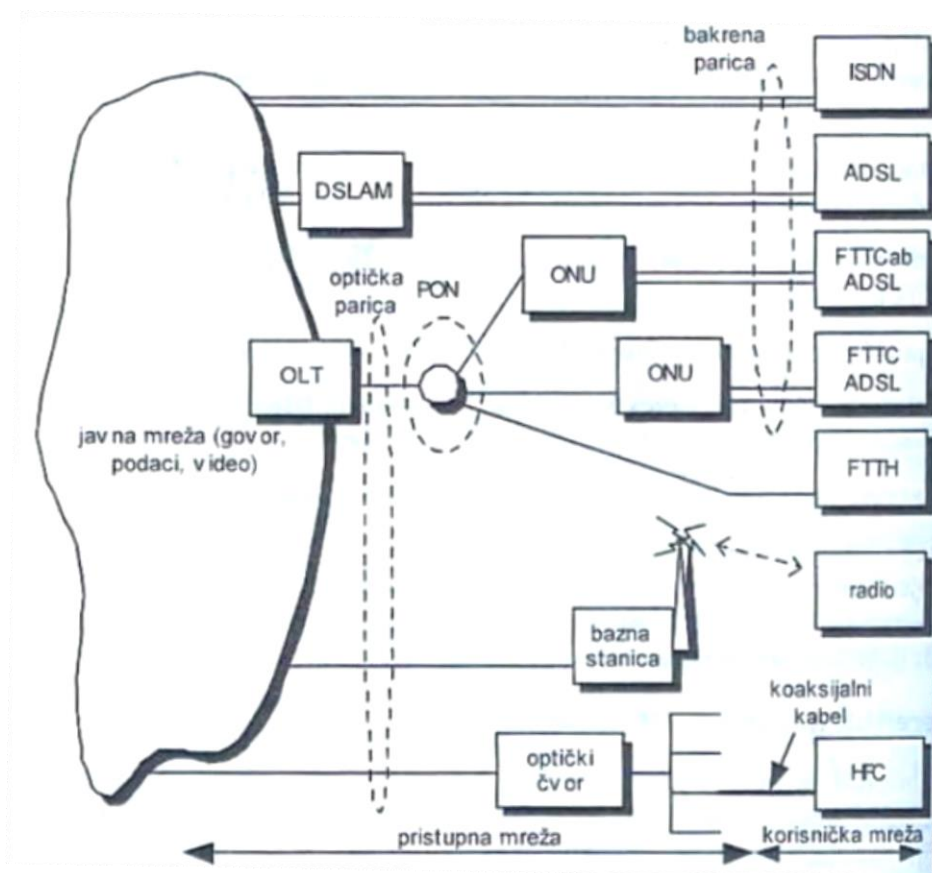 bakrena
parica
ISDN
DSLAM
ADSL
optička
parica
PON
ONU
FTTCab
ADSL
OLT
ONU
FTTC
ADSL
javna mreža (govor,
podaci, video)
FTTH
radio
bazna
stanica
koaksijalni
kabel
optički
čvor
HFC
pristupna mreža
korisnička mreža